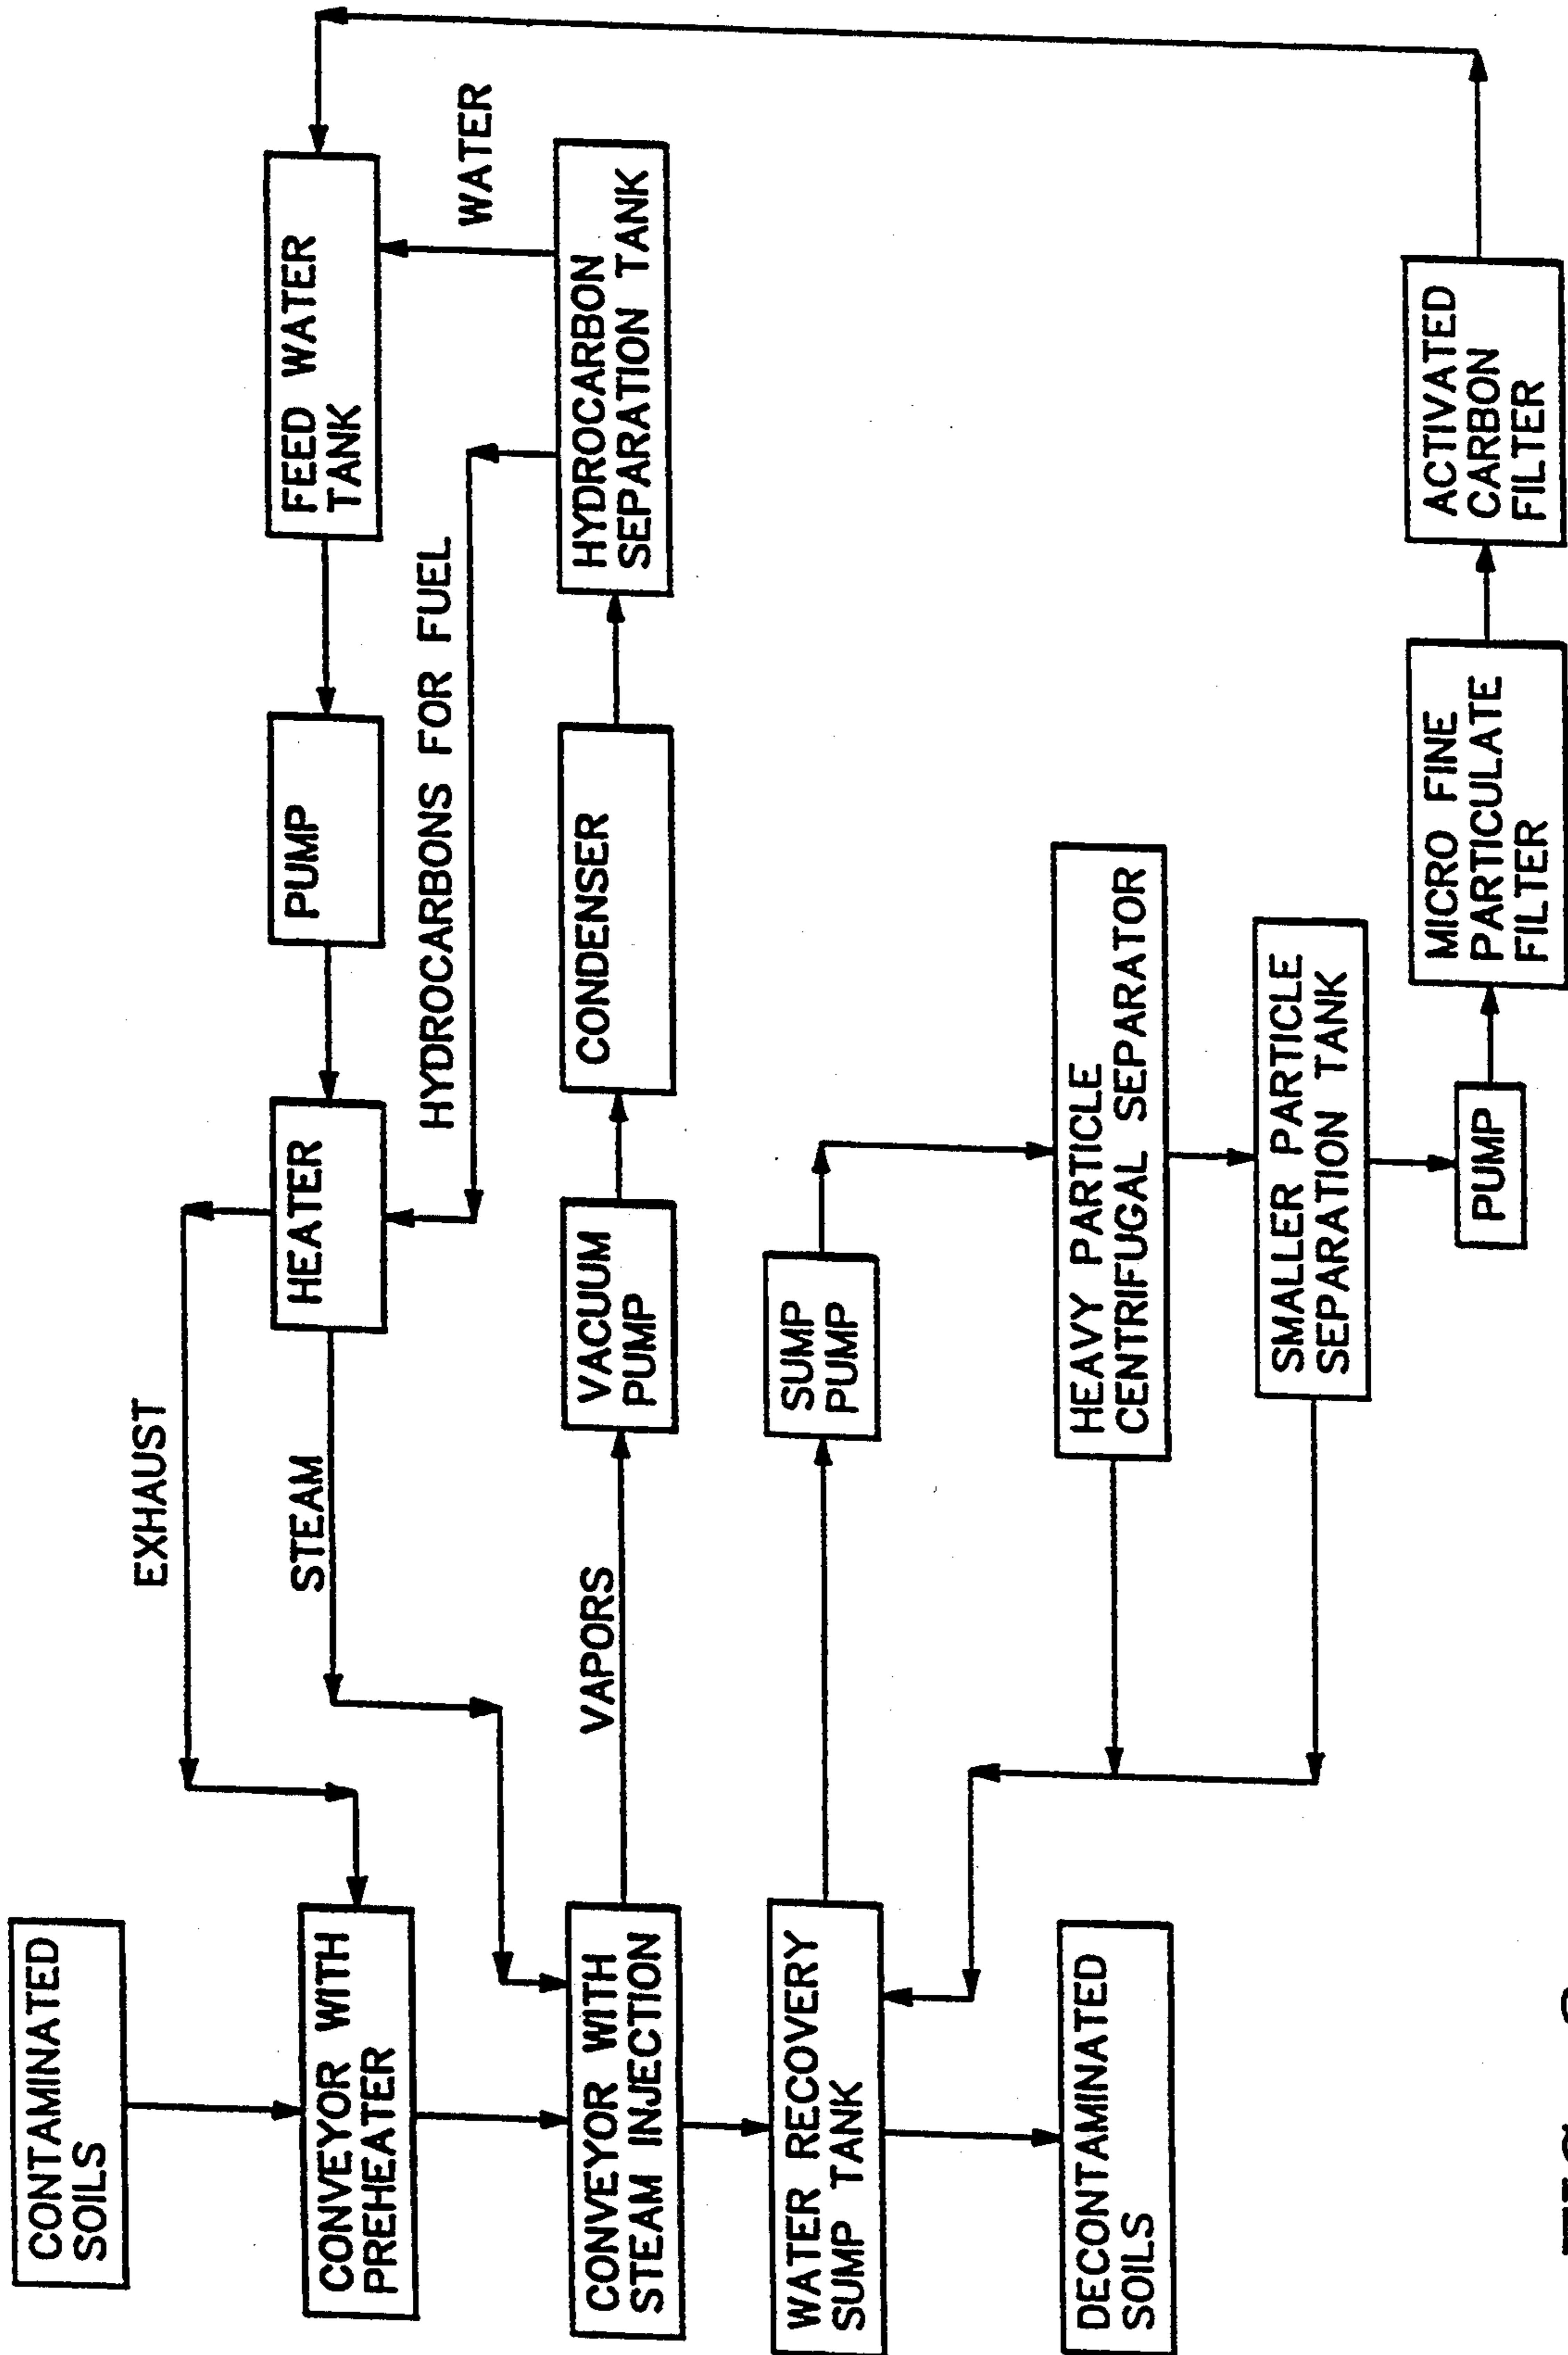 CONTAMINATED
SOILS
EXHAUST
CONVEYOR WITH
PREHEATER
STEAM
HEATER
PUMP
FEED WATER
TANK
HYDROCARBONS FOR FUEL
WATER
CONVEYOR WITH
STEAM INJECTION
VAPORS
VACUUM
PUMP
CONDENSER
HYDROCARBON
SEPARATION TANK
WATER RECOVERY
SUMP TANK
SUMP
PUMP
DECONTAMINATED
SOILS
HEAVY PARTICLE
CENTRIFUGAL SEPARATOR
SMALLER PARTICLE
SEPARATION TANK
PUMP
MICRO FINE
PARTICULATE
FILTER
ACTIVATED
CARBON
FILTER